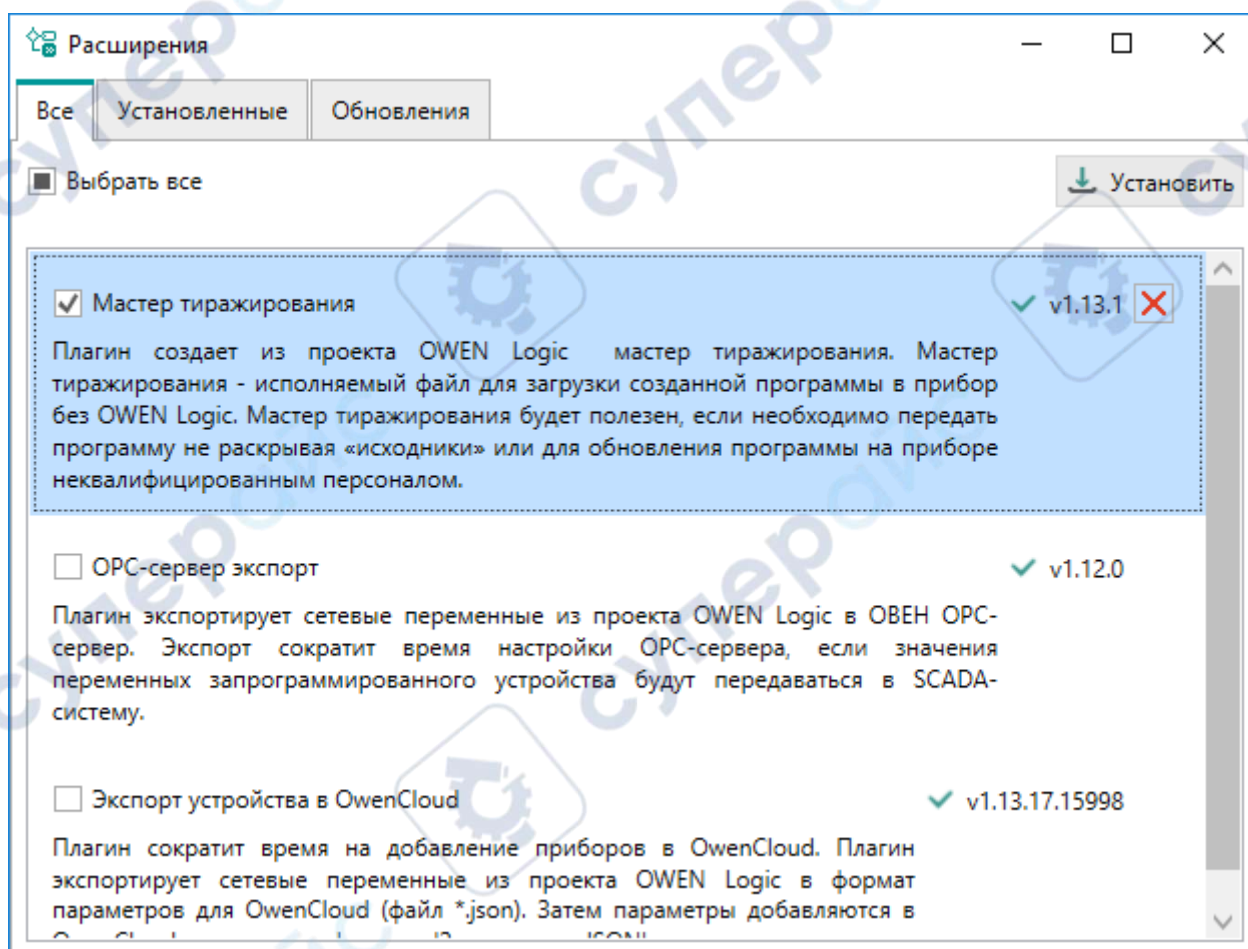 Расширения
Все Установленные Обновления
Выбрать все Установить
Мастер тиражирования v1.13.1
Плагин создает из проекта OWEN Logic мастер тиражирования. Мастер
тиражирования - исполняемый файл для загрузки созданной программы в прибор
без OWEN Logic. Мастер тиражирования будет полезен, если необходимо передать
программу не раскрывая «исходники» или для обновления программы на приборе
неквалифицированным персоналом.
OPC-сервер экспорт v1.12.0
Плагин экспортирует сетевые переменные из проекта OWEN Logic в ОВЕН OPC-
сервер. Экспорт сократит время настройки OPC-сервера, если значения
переменных запрограммированного устройства будут передаваться в SCADA-
систему.
Экспорт устройства в OwenCloud v1.13.17.15998
Плагин сократит время на добавление приборов в OwenCloud. Плагин
экспортирует сетевые переменные из проекта OWEN Logic в формат
параметров для OwenCloud (файл *.json). Затем параметры добавляются в
суперайс